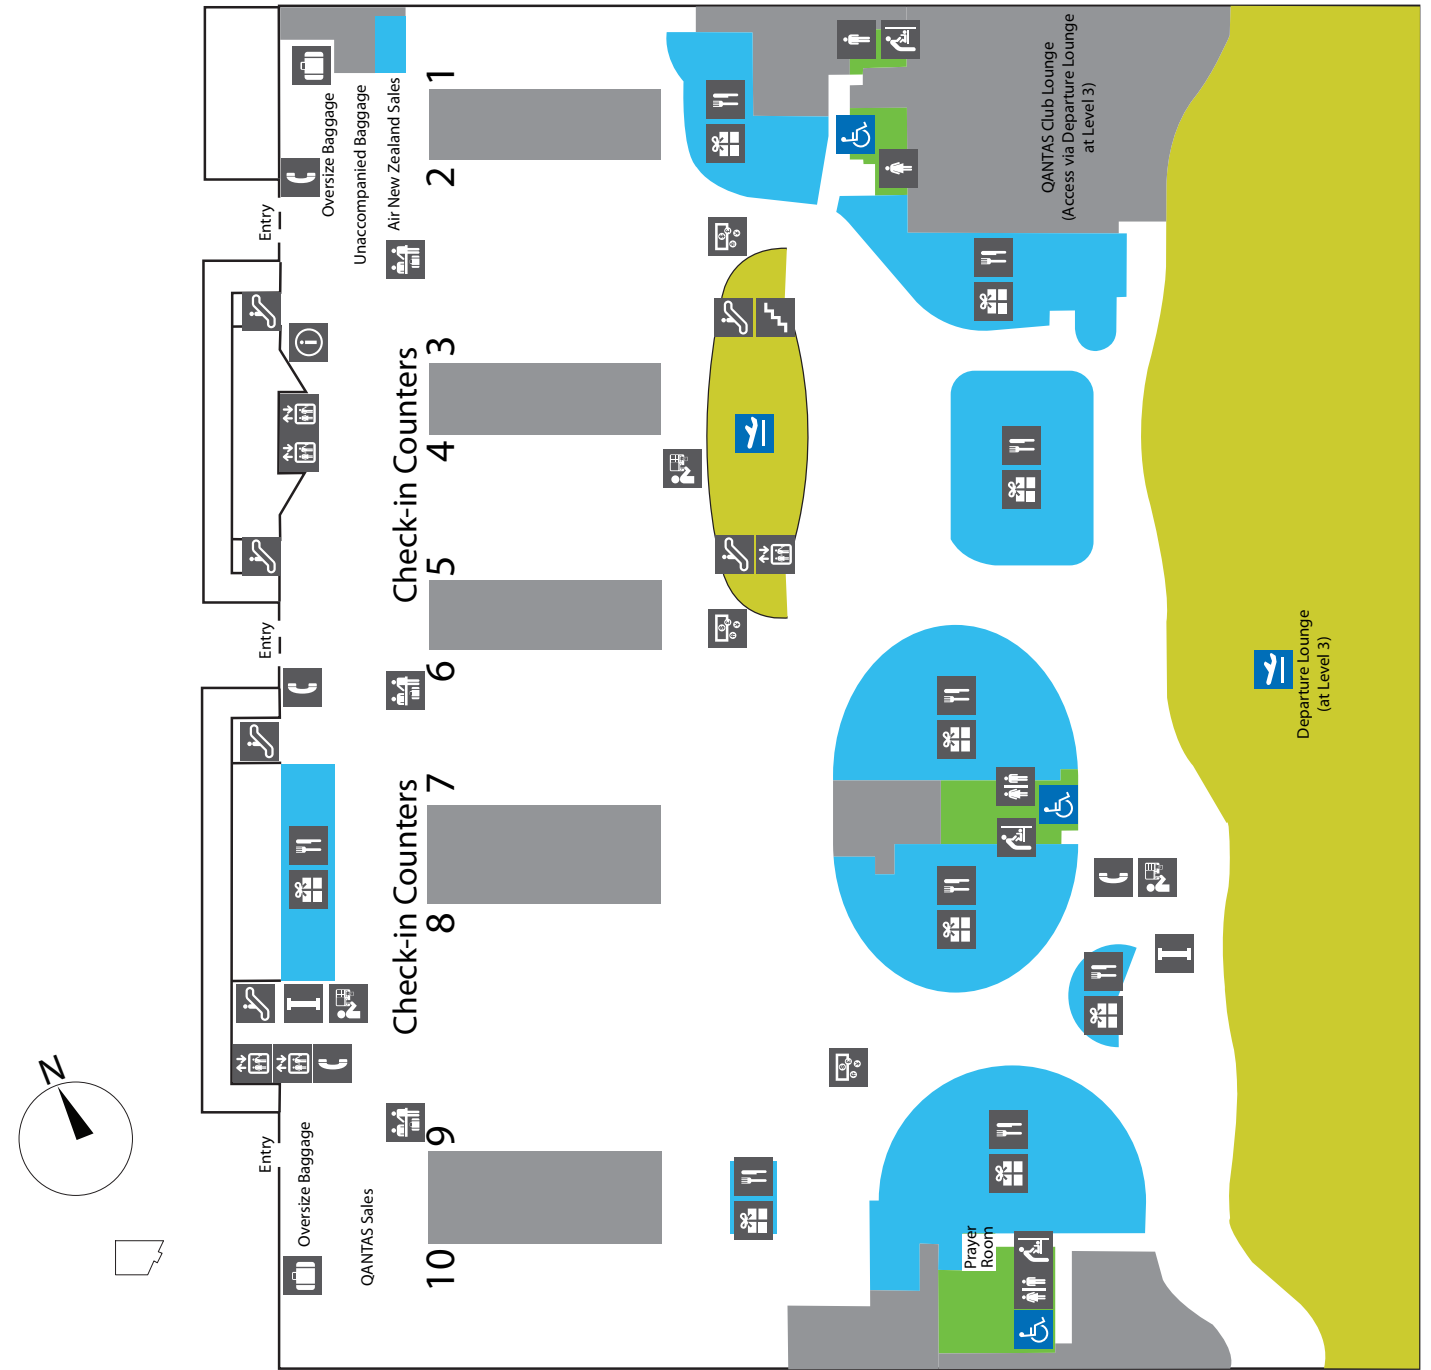 Oversize Baggage
Unaccompanied Baggage
Air New Zealand Sales
Entry
1
2
Check-in Counters
3
4
5
6
Entry
Check-in Counters
7
8
9
10
Entry
Oversize Baggage
QANTAS Sales
N
QANTAS Club Lounge
(Access via Departure Lounge
at Level 3)
Departure Lounge
(at Level 3)
Prayer
Room